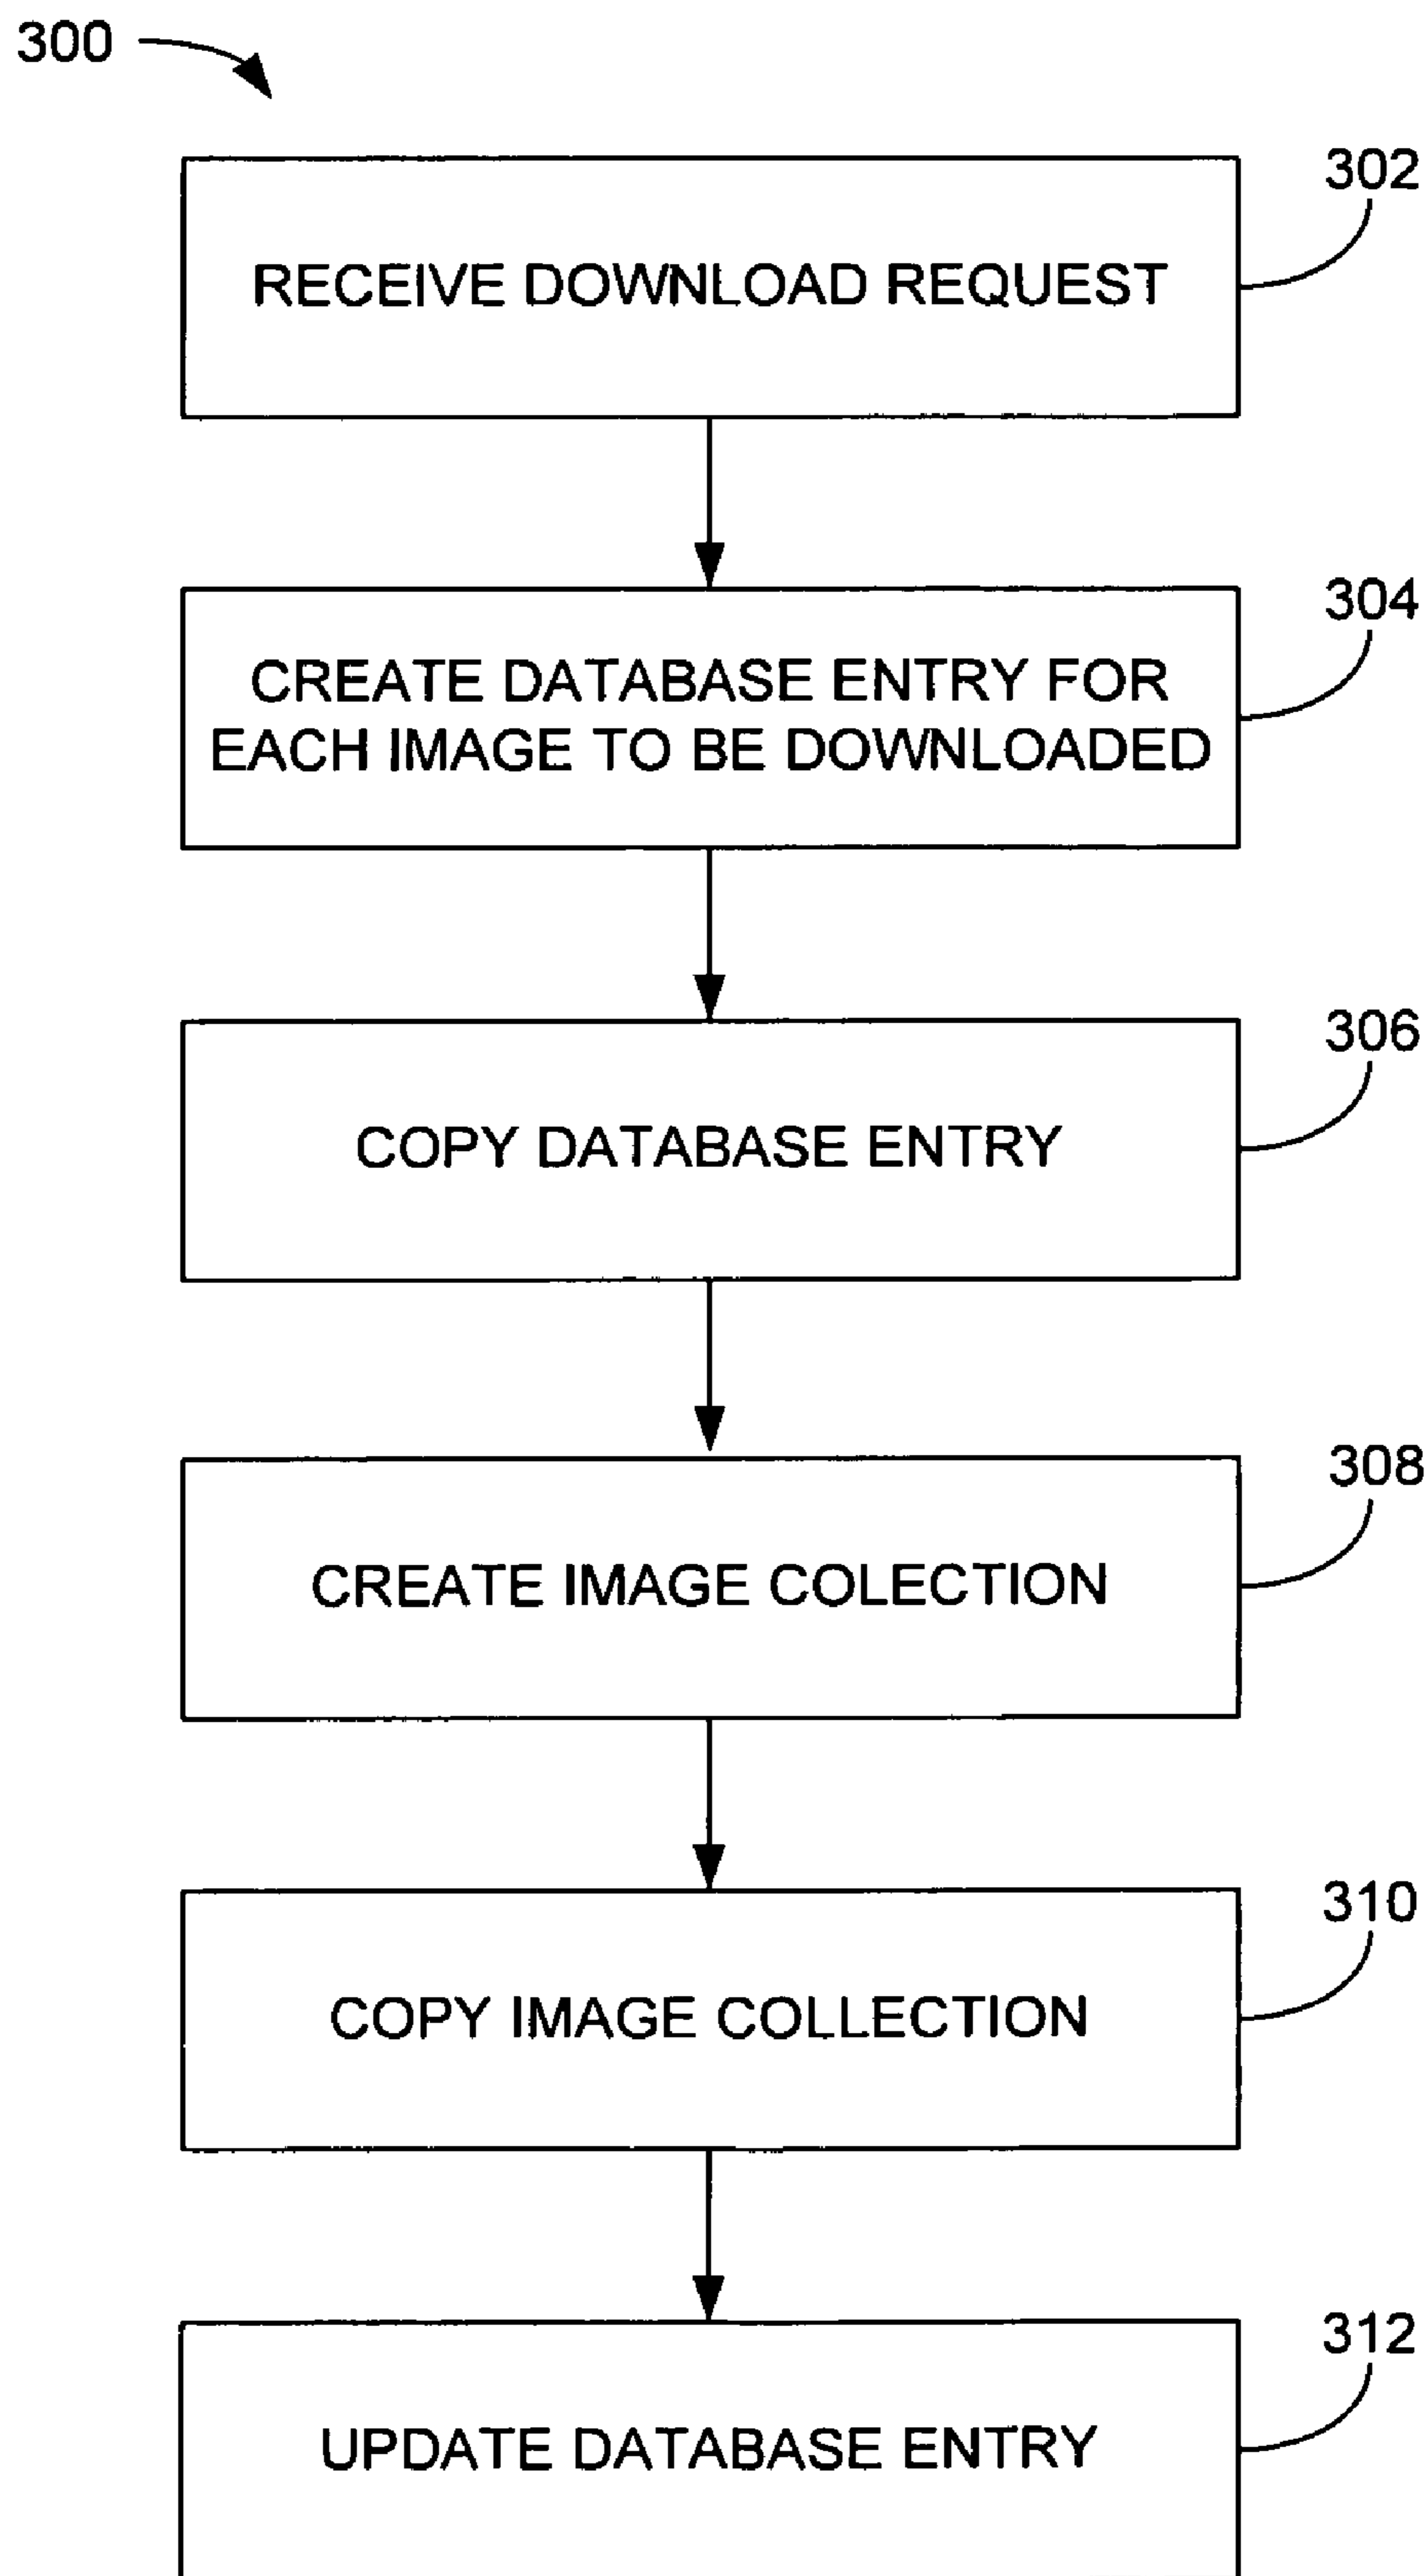 300
302
RECEIVE DOWNLOAD REQUEST
304
CREATE DATABASE ENTRY FOR
EACH IMAGE TO BE DOWNLOADED
306
COPY DATABASE ENTRY
308
CREATE IMAGE COLECTION
310
COPY IMAGE COLLECTION
312
UPDATE DATABASE ENTRY